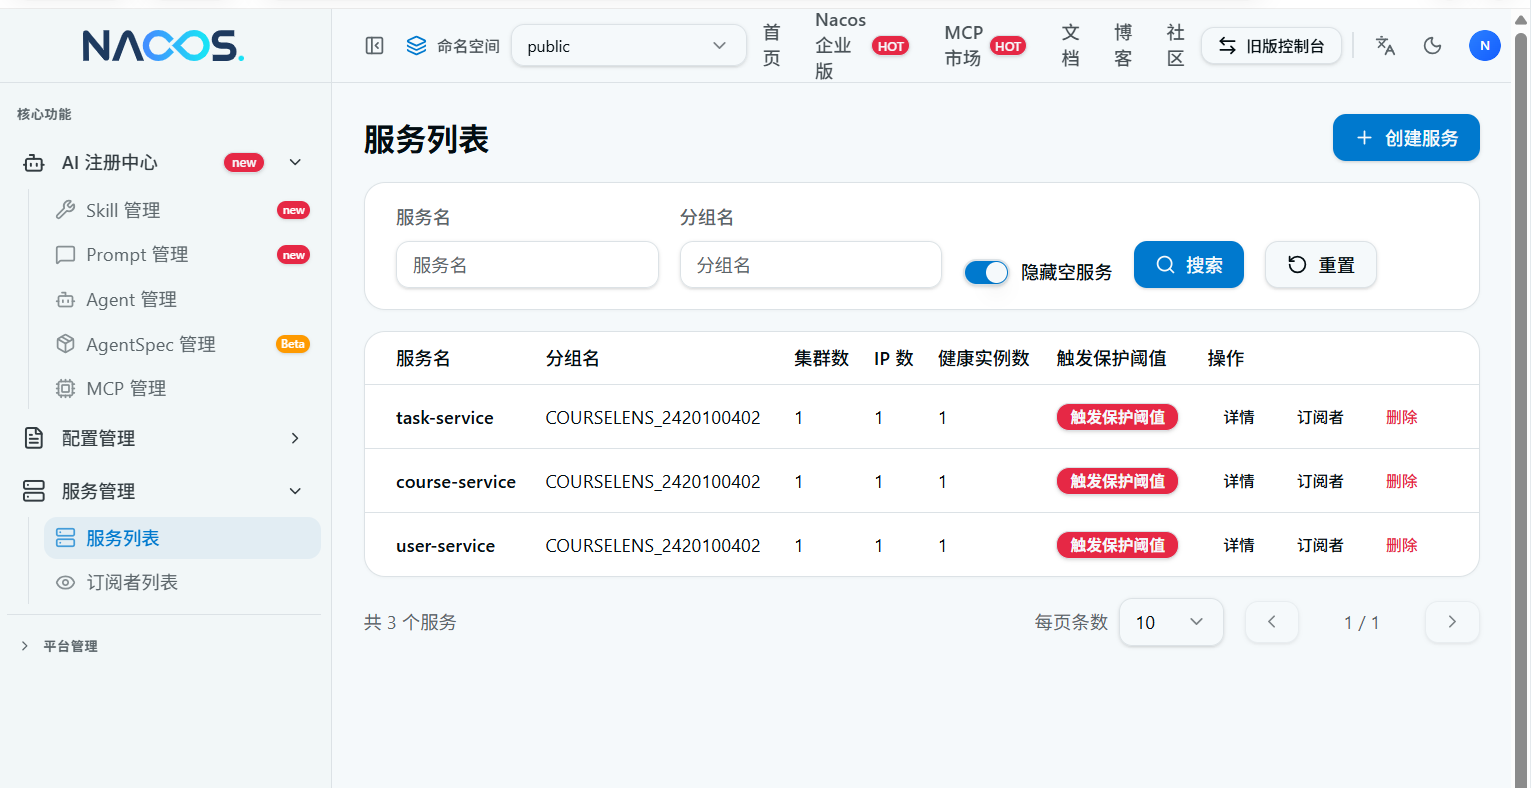 NACOS.
命名空间
public
首页
Nacos 企业版
HOT
MCP 市场
HOT
文档
博客
社区
旧版控制台
N
核心功能
AI 注册中心
new
Skill 管理
new
Prompt 管理
new
Agent 管理
AgentSpec 管理
Beta
MCP 管理
配置管理
服务管理
服务列表
订阅者列表
平台管理
服务列表
创建服务
服务名
分组名
服务名
分组名
隐藏空服务
搜索
重置
服务名 分组名 集群数 IP 数 健康实例数 触发保护阈值 操作
task-service COURSELENS_2420100402 1 1 1 触发保护阈值 详情 订阅者 删除
course-service COURSELENS_2420100402 1 1 1 触发保护阈值 详情 订阅者 删除
user-service COURSELENS_2420100402 1 1 1 触发保护阈值 详情 订阅者 删除
共 3 个服务
每页条数
10
1 / 1